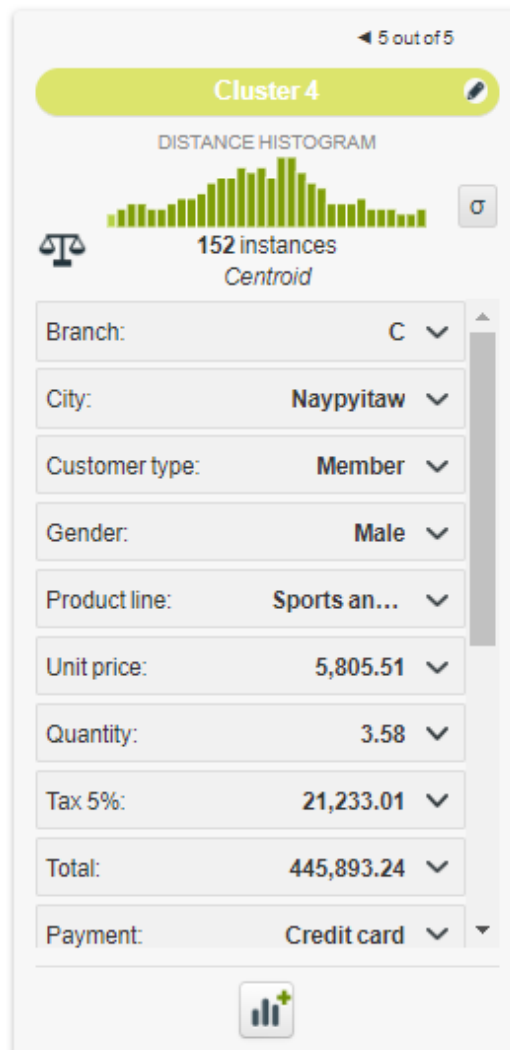 ◄ 5 out of 5
Cluster 4
DISTANCE HISTOGRAM
σ
152 instances
Centroid
Branch: C
City: Naypyitaw
Customer type: Member
Gender: Male
Product line: Sports an...
Unit price: 5,805.51
Quantity: 3.58
Tax 5%: 21,233.01
Total: 445,893.24
Payment: Credit card